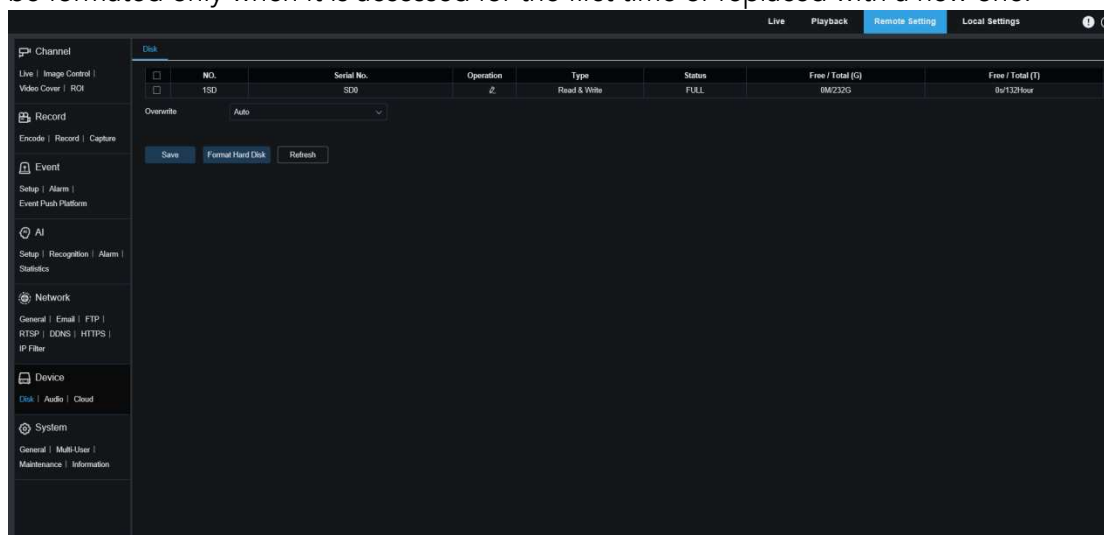 be formated only when it is accessed for the first time or replaced with a new one.
Live Playback Remote Setting Local Settings
Channel
Live | Image Control |
Video Cover | ROI
Record
Encode | Record | Capture
Event
Setup | Alarm |
Event Push Platform
AI
Setup | Recognition | Alarm |
Statistics
Network
General | Email | FTP |
RTSP | DDNS | HTTPS |
IP Filter
Device
Disk | Audio | Cloud
System
General | Multi-User |
Maintenance | Information
Disk
NO. Serial No. Operation Type Status Free / Total (G) Free / Total (T)
1SD SD0 Read & Write FULL 0M/232G 0s/132Hour
Overwrite Auto
Save Format Hard Disk Refresh